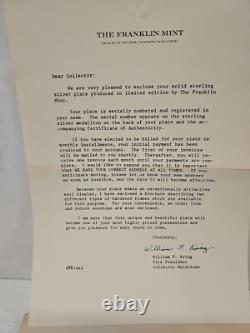 THE FRANKLIN MINT
FRANKLIN CENTER, PENNSYLVANIA
Dear Collector:
We are very pleased to enclose your solid sterling
silver plate produced in limited edition by The Franklin
Mint.
Your plate is serially numbered and registered in
your name. The serial number appears on the sterling
silver medallion on the back of your plate and the ac-
companying Certificate of Authenticity.
If you have elected to be billed for your plates in
monthly installments, your initial payment has been
credited to your account. The first of your invoices
will be mailed to you shortly. Thereafter, you will re-
ceive one invoice each month until your payments are com-
plete. I would like to remind you that it is important that
WE HAVE YOUR CORRECT ADDRESS AT ALL TIMES. If you
anticipate moving, please let us know your new address
as soon as possible, and the date it will become effective.
Because your plate makes an exceptionally attractive
wall display, I have enclosed a brochure describing two
different types of hardwood frames which are available
for this purpose. For your convenience, an order form
and return envelope are also enclosed.
I am sure that this unique and beautiful plate will
become one of your most highly prized possessions and
give you pleasure for many years to come.
Sincerely,
William F. Krieg
William F. Krieg
Vice President
Collector Relations
WFK: